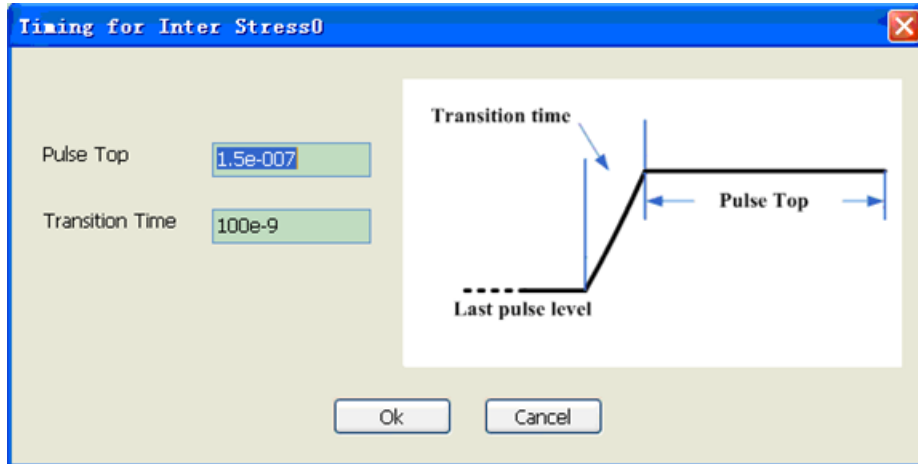 Timing for Inter Stress0
Transition time
Pulse Top
1.5e-007
Pulse Top
Transition Time
100e-9
Last pulse level
Ok
Cancel